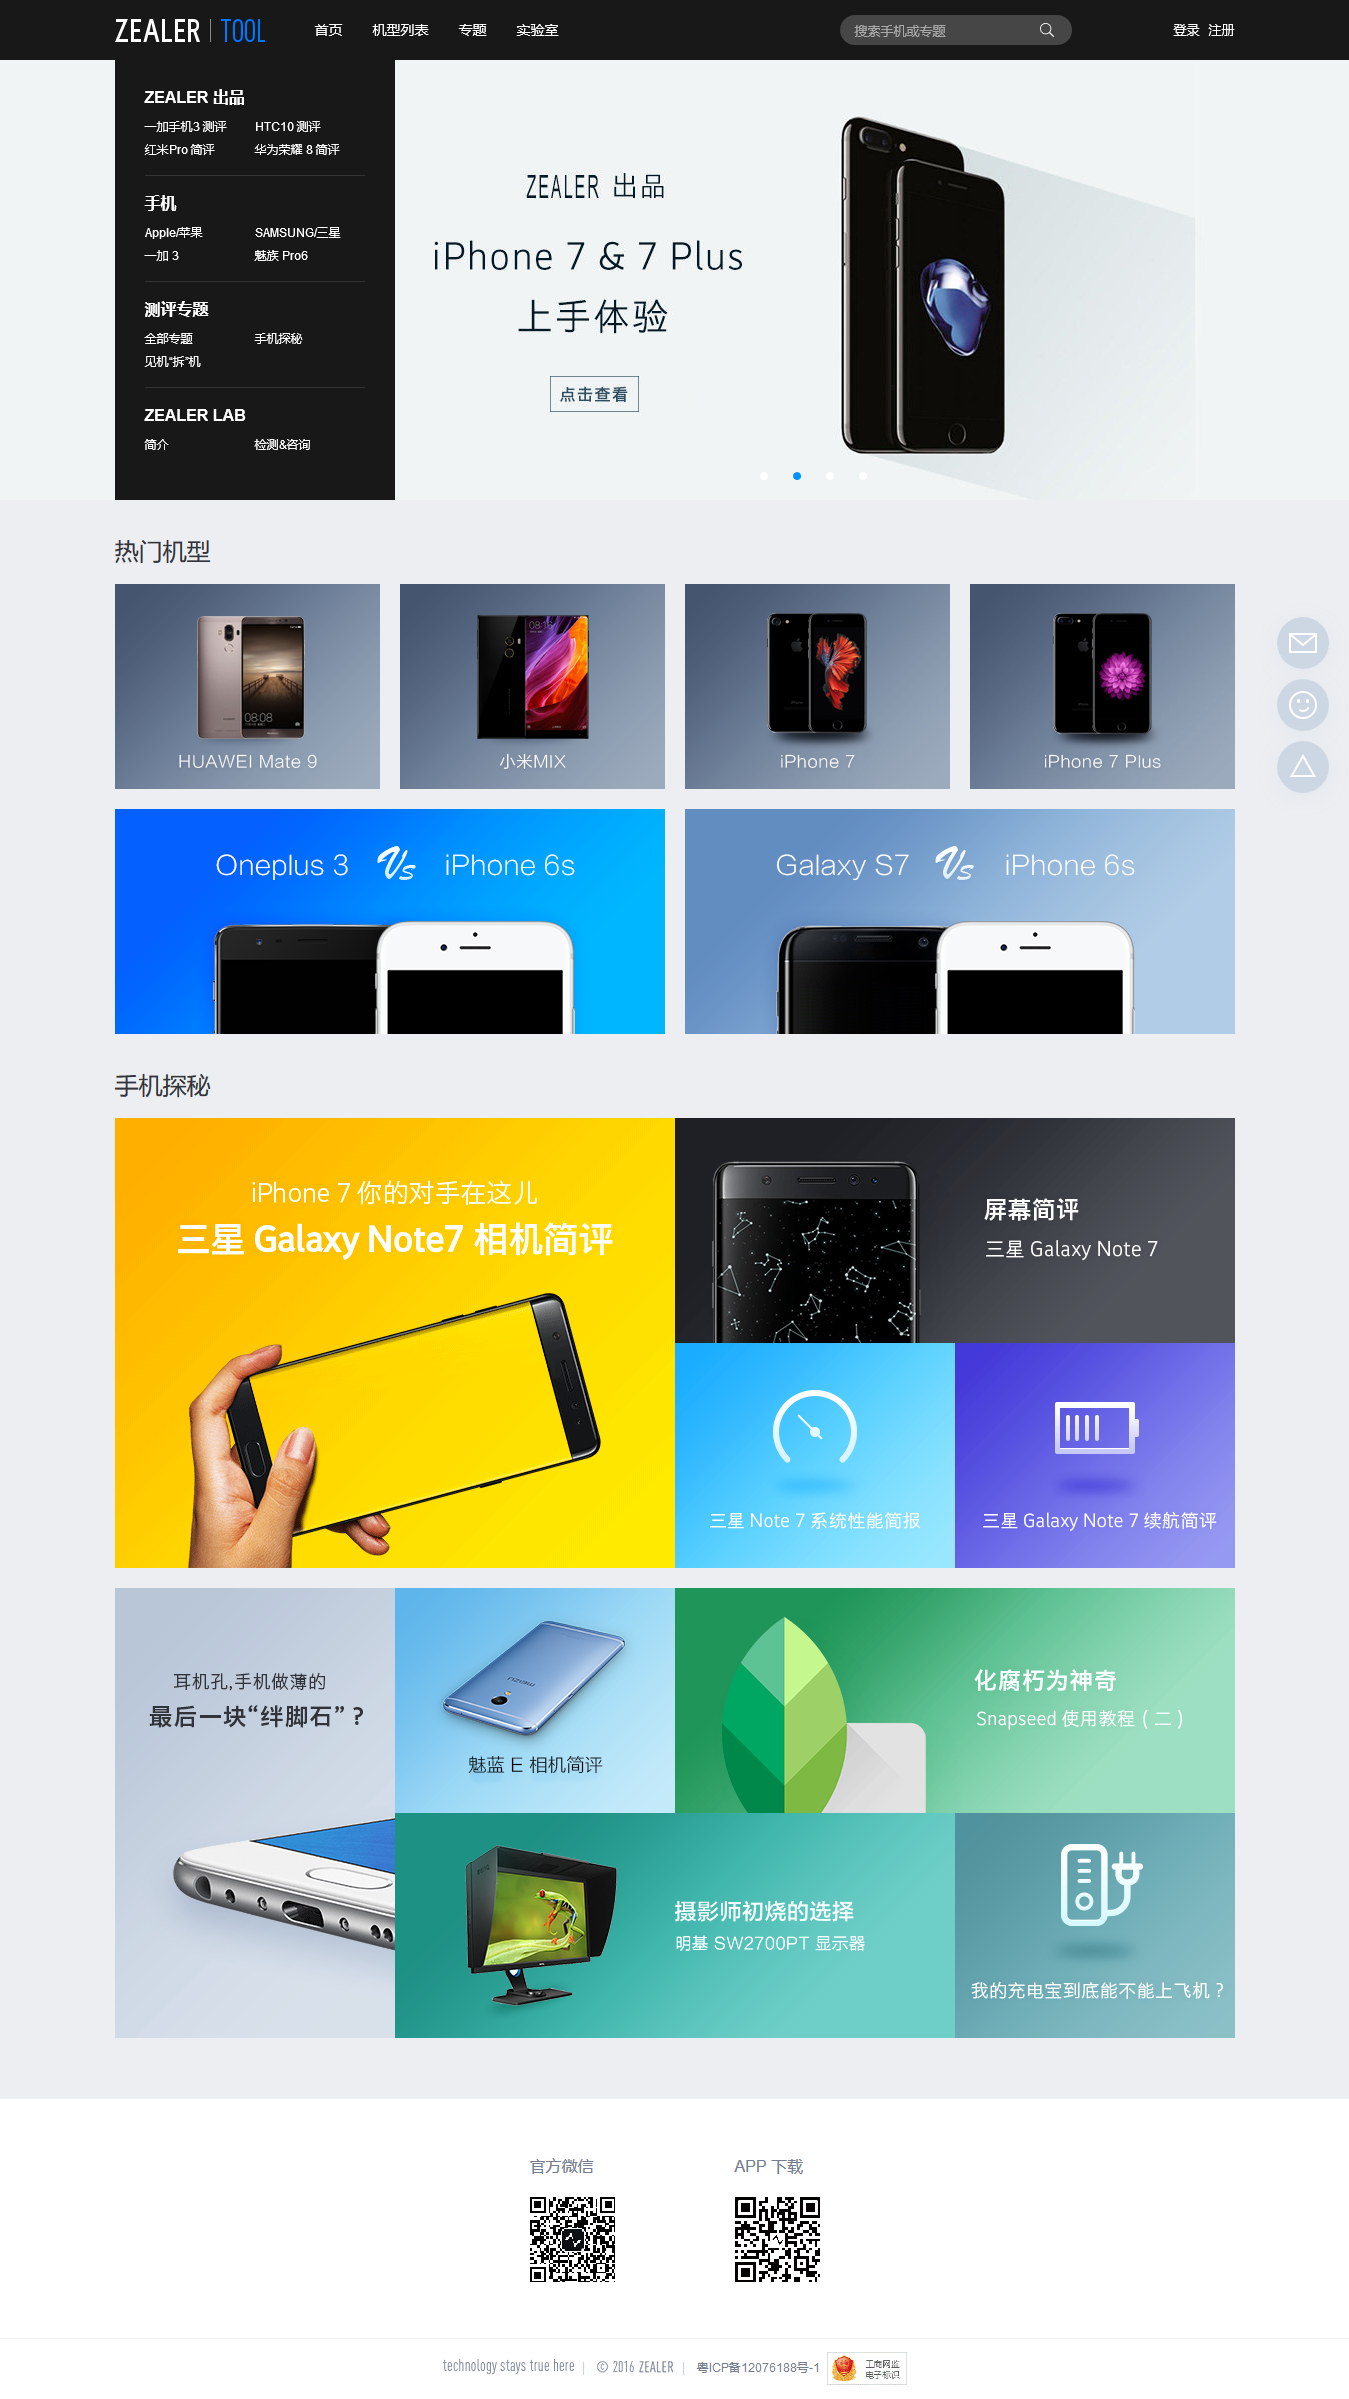 ZEALER | TOOL 首页 机型列表 专题 实验室 搜索手机或专题 登录 注册
ZEALER 出品
一加手机3 测评 HTC10 测评
红米Pro 简评 华为荣耀 8 简评
手机
Apple/苹果 SAMSUNG/三星
一加 3 魅族 Pro6
测评专题
全部专题 手机探秘
见机“拆”机
ZEALER LAB
简介 检测&咨询
ZEALER 出品
iPhone 7 & 7 Plus
上手体验
点击查看
热门机型
08:16
08:08
HUAWEI Mate 9 小米MIX iPhone 7 iPhone 7 Plus
Oneplus 3 Vs iPhone 6s Galaxy S7 Vs iPhone 6s
手机探秘
iPhone 7 你的对手在这儿
三星 Galaxy Note7 相机简评
屏幕简评
三星 Galaxy Note 7
三星 Note 7 系统性能简报
三星 Galaxy Note 7 续航简评
耳机孔,手机做薄的
最后一块“绊脚石”?
MEIZU
魅蓝 E 相机简评
化腐朽为神奇
Snapseed 使用教程 ( 二 )
摄影师初烧的选择
明基 SW2700PT 显示器
我的充电宝到底能不能上飞机 ?
官方微信 APP 下载
technology stays true here | © 2016 ZEALER | 粤ICP备12076188号-1
工商网监
电子标识